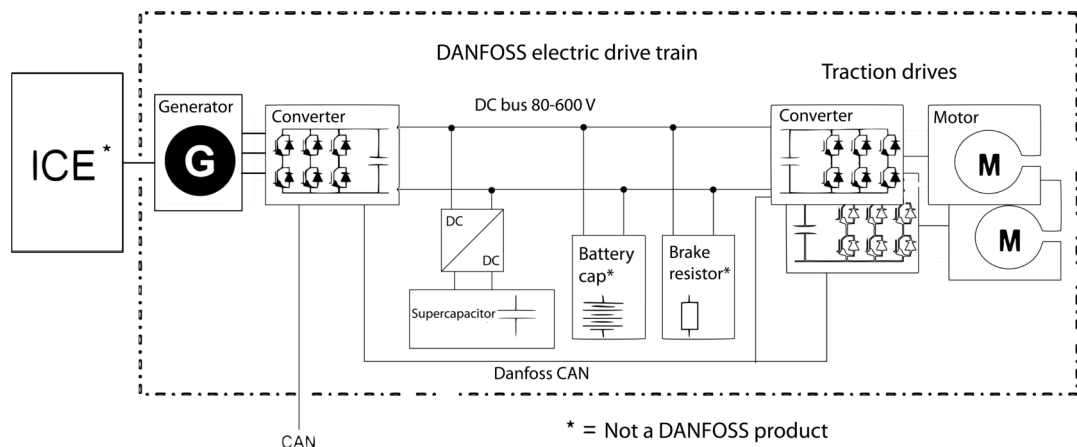 DANFOSS electric drive train
Traction drives
DC bus 80-600 V
ICE*
Generator
G
Converter
Converter
Motor
M
M
DC
DC
Supercapacitor
Battery
cap*
Brake
resistor*
Danfoss CAN
CAN
* = Not a DANFOSS product